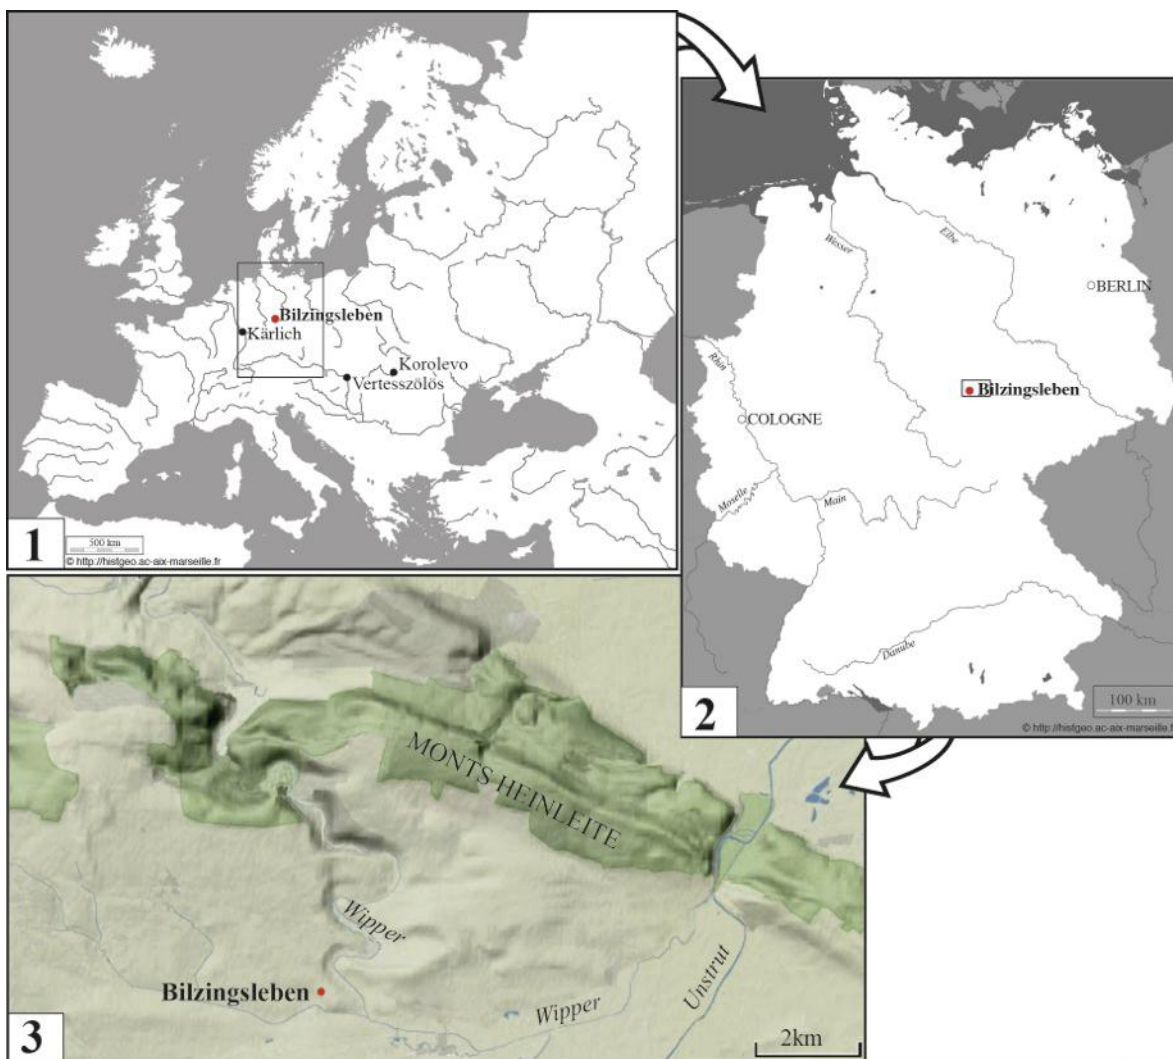 Bilzingsleben
Kärlich
Korolevo
Vertesszölös
1
500 km
© http://histgeo.ac-aix-marseille.fr
Wesser
Elbe
BERLIN
Rhin
Bilzingsleben
COLOGNE
Moselle
Main
Danube
2
100 km
© http://histgeo.ac-aix-marseille.fr
MONTS HEINLEITE
Wipper
Bilzingsleben
Wipper
Unstrut
3
2km